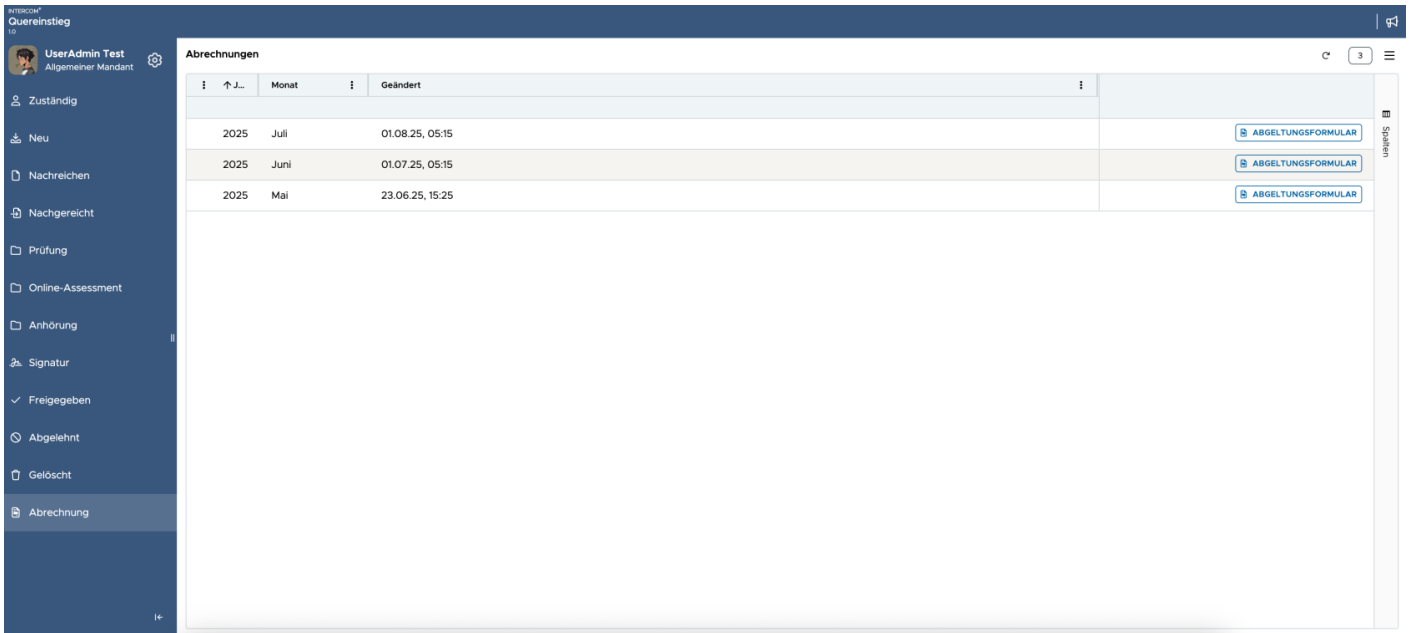 INTERCOM®
Quereinstieg
1.0
UserAdmin Test
Allgemeiner Mandant
Zuständig
Neu
Nachreichen
Nachgereicht
Prüfung
Online-Assessment
Anhörung
Signatur
Freigegeben
Abgelehnt
Gelöscht
Abrechnung
Abrechnungen
3
J... Monat Geändert
2025 Juli 01.08.25, 05:15 ABGELTUNGSFORMULAR
2025 Juni 01.07.25, 05:15 ABGELTUNGSFORMULAR
2025 Mai 23.06.25, 15:25 ABGELTUNGSFORMULAR
Spalten